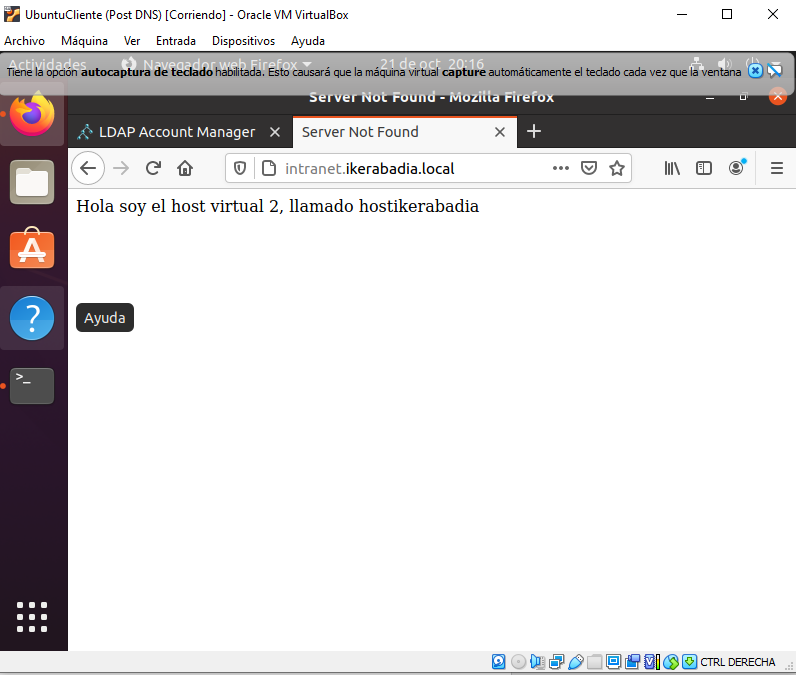 UbuntuCliente (Post DNS) [Corriendo] - Oracle VM VirtualBox
Archivo Máquina Ver Entrada Dispositivos Ayuda
Actividades Navegador web Firefox 21 de oct 20:16
Tiene la opción autocaptura de teclado habilitada. Esto causará que la máquina virtual capture automáticamente el teclado cada vez que la ventana
Server Not Found - Mozilla Firefox
LDAP Account Manager Server Not Found
intranet.ikerabadia.local
Hola soy el host virtual 2, llamado hostikerabadia
Ayuda
CTRL DERECHA